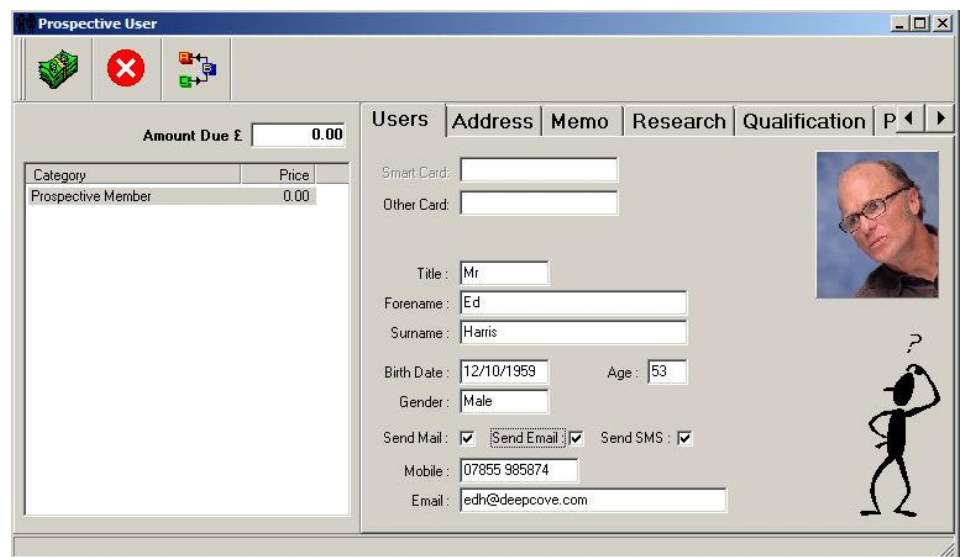 Prospective User
Amount Due £ 0.00
Category Price
Prospective Member 0.00
Users Address Memo Research Qualification P
Smart Card:
Other Card:
Title : Mr
Forename : Ed
Surname : Harris
Birth Date : 12/10/1959 Age : 53
Gender : Male
Send Mail : Send Email : Send SMS :
Mobile : 07855 985874
Email : edh@deepcove.com
?